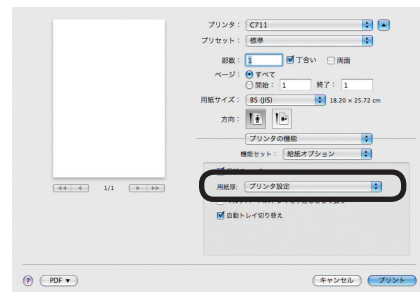 プリンタ： C711
プリセット： 標準
部数： 1 丁合い 両面
ページ： すべて
開始： 1 終了： 1
用紙サイズ： B5 (JIS) 18.20 × 25.72 cm
方向：
プリンタの機能
機能セット： 給紙オプション
用紙厚： プリンタ設定
自動トレイ切り替え
1/1
? PDF ▼ キャンセル プリント